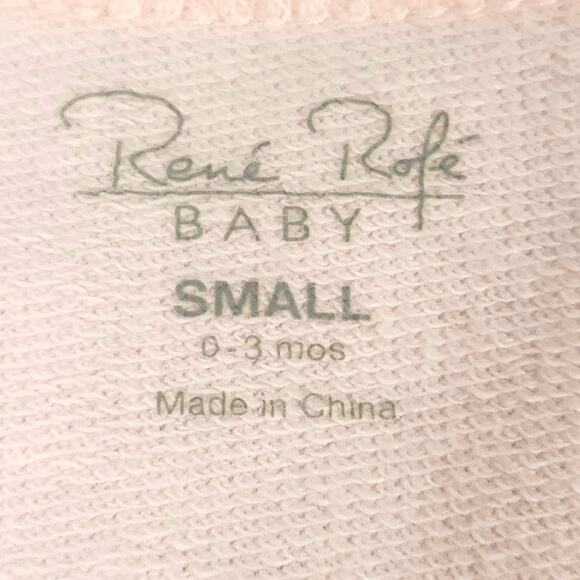 René Rofé
BABY
SMALL
0-3 mos
Made in China